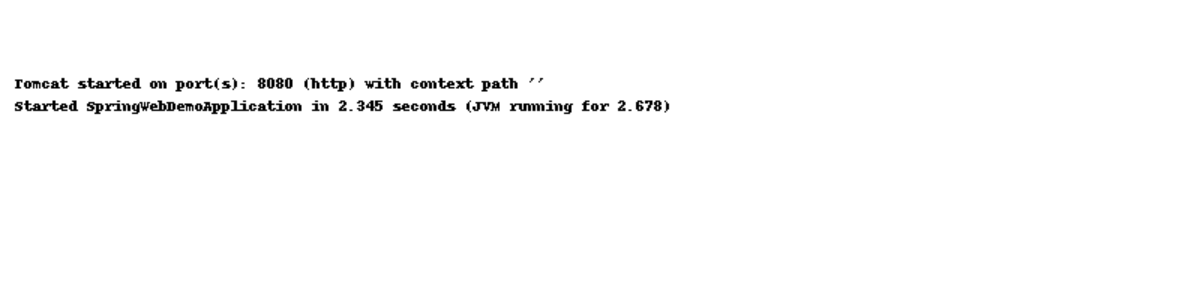 Tomcat started on port(s): 8080 (http) with context path ''
Started SpringWebDemoApplication in 2.345 seconds (JVM running for 2.678)